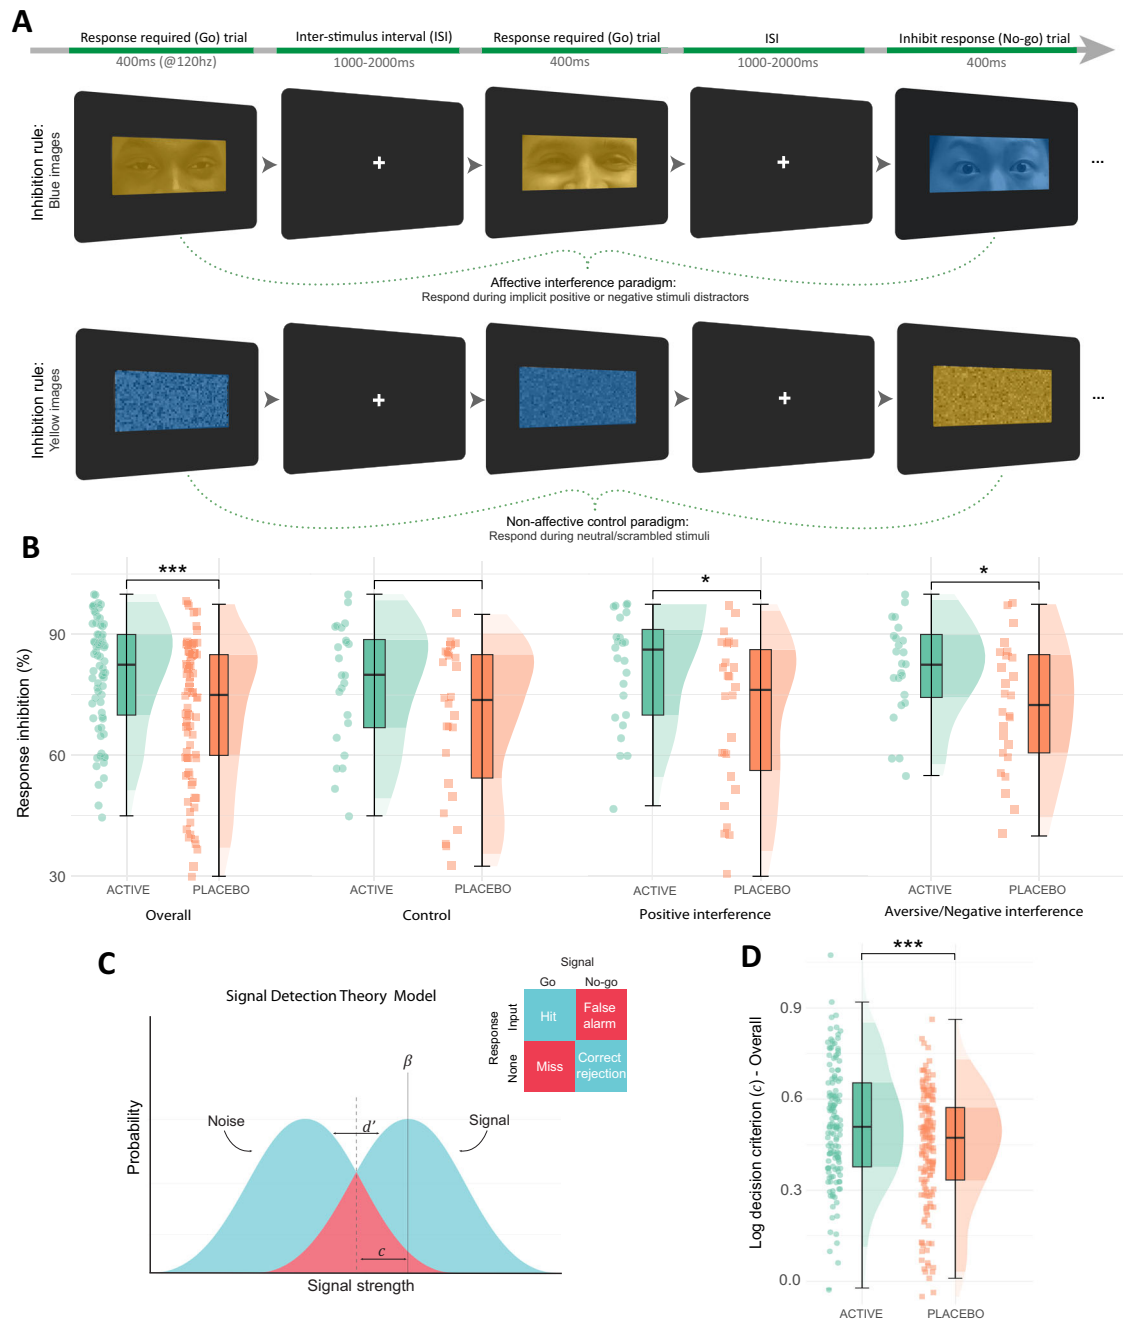 A
Response required (Go) trial
Inter-stimulus interval (ISI)
Response required (Go) trial
ISI
Inhibit response (No-go) trial
400ms (@120hz)
1000-2000ms
400ms
1000-2000ms
400ms
Inhibition rule:
Blue images
...
Affective interference paradigm:
Respond during implicit positive or negative stimuli distractors
Inhibition rule:
Yellow images
...
Non-affective control paradigm:
Respond during neutral/scrambled stimuli
B
Response inhibition (%)
90
60
30
***
*
*
ACTIVE
PLACEBO
ACTIVE
PLACEBO
ACTIVE
PLACEBO
ACTIVE
PLACEBO
Overall
Control
Positive interference
Aversive/Negative interference
C
Signal Detection Theory Model
Signal
Go
No-go
Response
Input
None
Hit
False
alarm
Miss
Correct
rejection
β
Noise
d′
Signal
c
Probability
Signal strength
D
***
Log decision criterion (c) - Overall
0.9
0.6
0.3
0.0
ACTIVE
PLACEBO